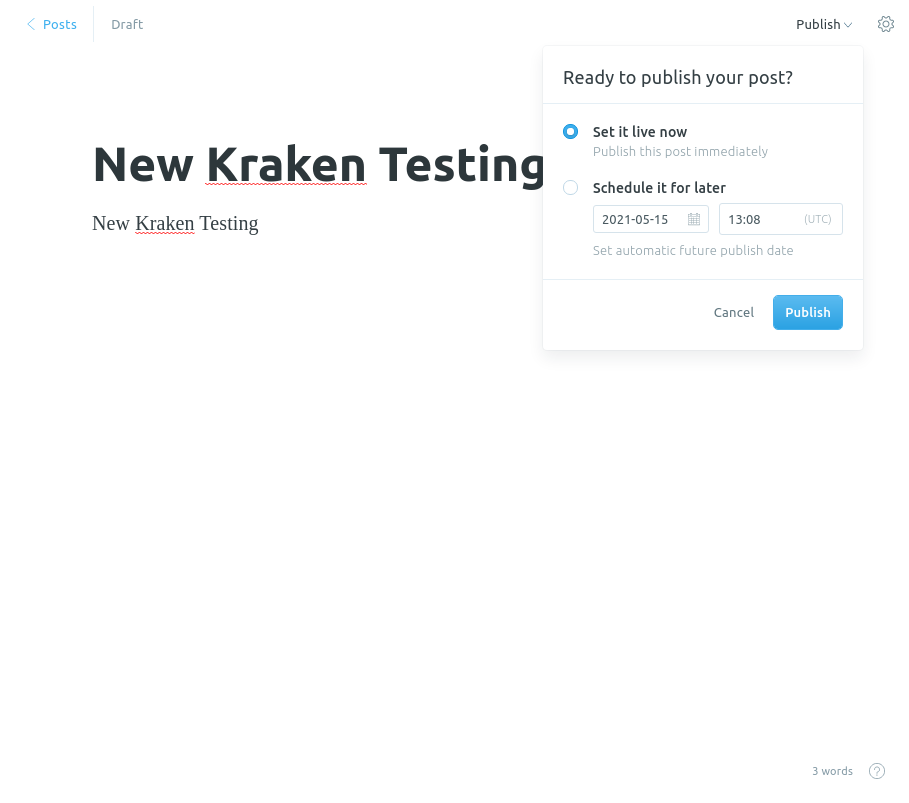 Posts
Draft
Publish
Ready to publish your post?
Set it live now
Publish this post immediately
Schedule it for later
2021-05-15
13:08 (UTC)
Set automatic future publish date
Cancel
Publish
New Kraken Testing
New Kraken Testing
3 words
?